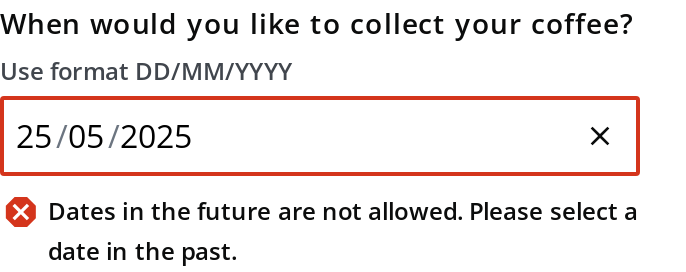 When would you like to collect your coffee?
Use format DD/MM/YYYY
25/05/2025
Dates in the future are not allowed. Please select a
date in the past.